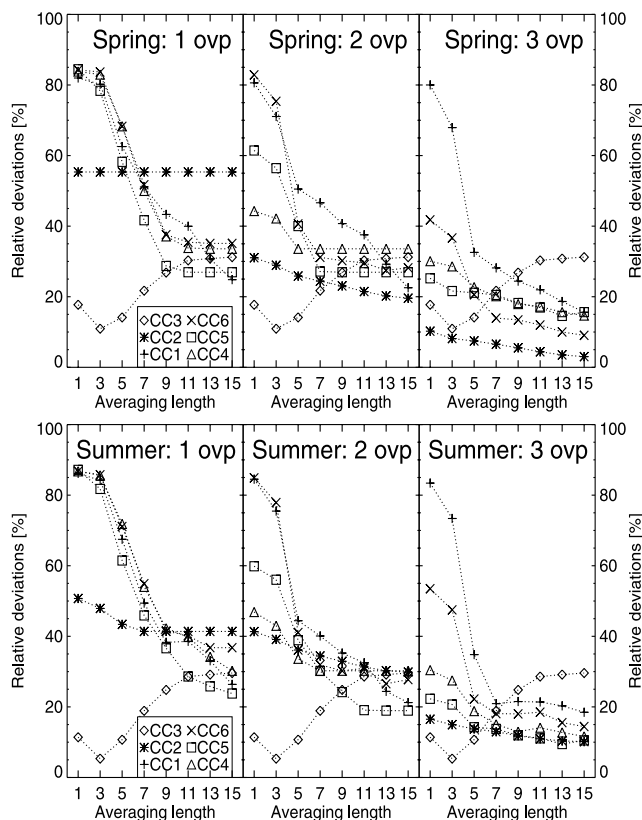 Spring: 1 ovp Spring: 2 ovp Spring: 3 ovp
Relative deviations [%]
100
80
60
40
20
0
CC3 CC6
CC2 CC5
CC1 CC4
100
80
60
40
20
0
Relative deviations [%]
1 3 5 7 9 11 13 15 1 3 5 7 9 11 13 15 1 3 5 7 9 11 13 15
Averaging length Averaging length Averaging length
Summer: 1 ovp Summer: 2 ovp Summer: 3 ovp
Relative deviations [%]
100
80
60
40
20
0
CC3 CC6
CC2 CC5
CC1 CC4
100
80
60
40
20
0
Relative deviations [%]
1 3 5 7 9 11 13 15 1 3 5 7 9 11 13 15 1 3 5 7 9 11 13 15
Averaging length Averaging length Averaging length